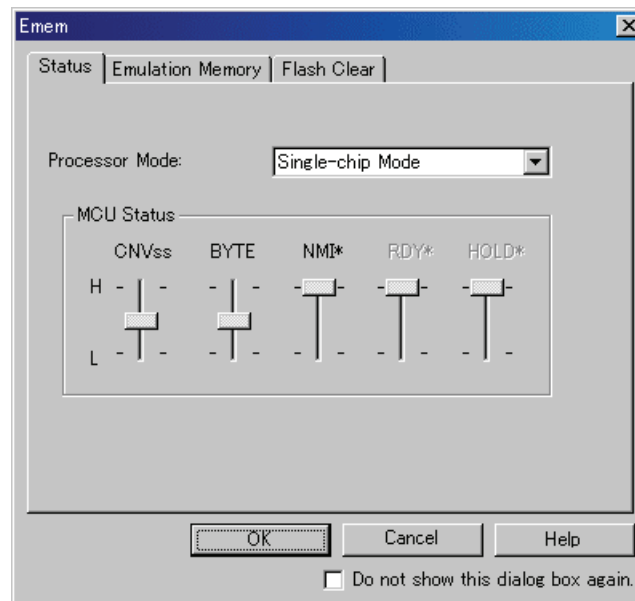 Emem
Status Emulation Memory Flash Clear
Processor Mode: Single-chip Mode
MCU Status
CNVss BYTE NMI* RDY* HOLD*
H
L
OK Cancel Help
Do not show this dialog box again.